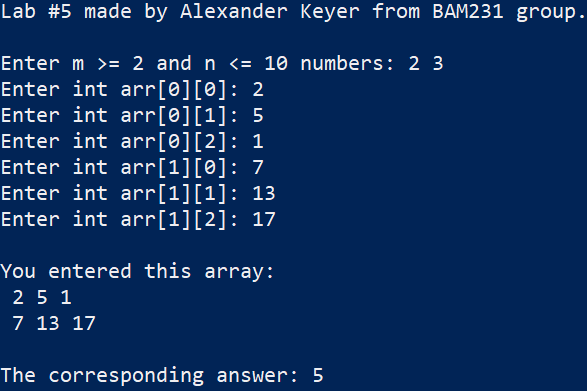 Lab #5 made by Alexander Keyer from BAM231 group.
Enter m >= 2 and n <= 10 numbers: 2 3
Enter int arr[0][0]: 2
Enter int arr[0][1]: 5
Enter int arr[0][2]: 1
Enter int arr[1][0]: 7
Enter int arr[1][1]: 13
Enter int arr[1][2]: 17
You entered this array:
2 5 1
7 13 17
The corresponding answer: 5